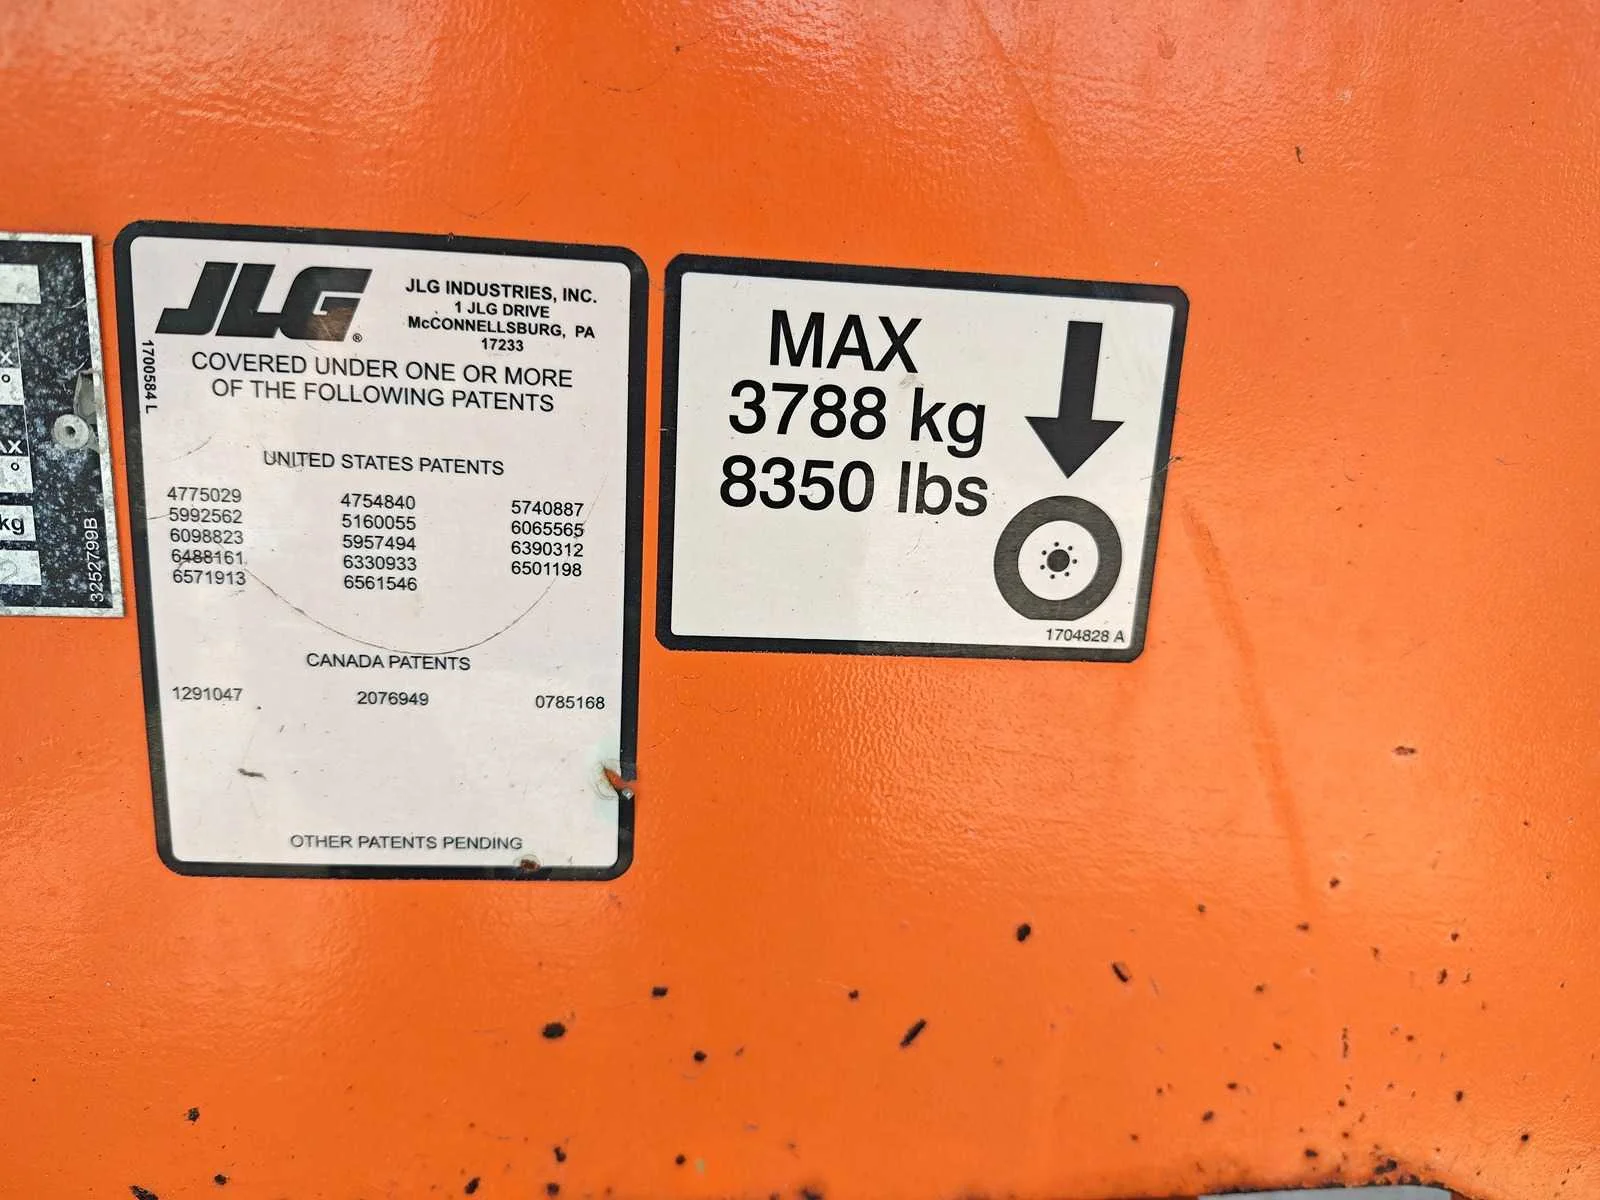 JLG
®
JLG INDUSTRIES, INC.
1 JLG DRIVE
McCONNELLSBURG, PA
17233
1700584 L
COVERED UNDER ONE OR MORE
OF THE FOLLOWING PATENTS
UNITED STATES PATENTS
4775029 4754840 5740887
5992562 5160055 6065565
6098823 5957494 6390312
6488161 6330933 6501198
6571913 6561546
CANADA PATENTS
1291047 2076949 0785168
OTHER PATENTS PENDING
MAX
3788 kg
8350 lbs
1704828 A
kg
3252799B